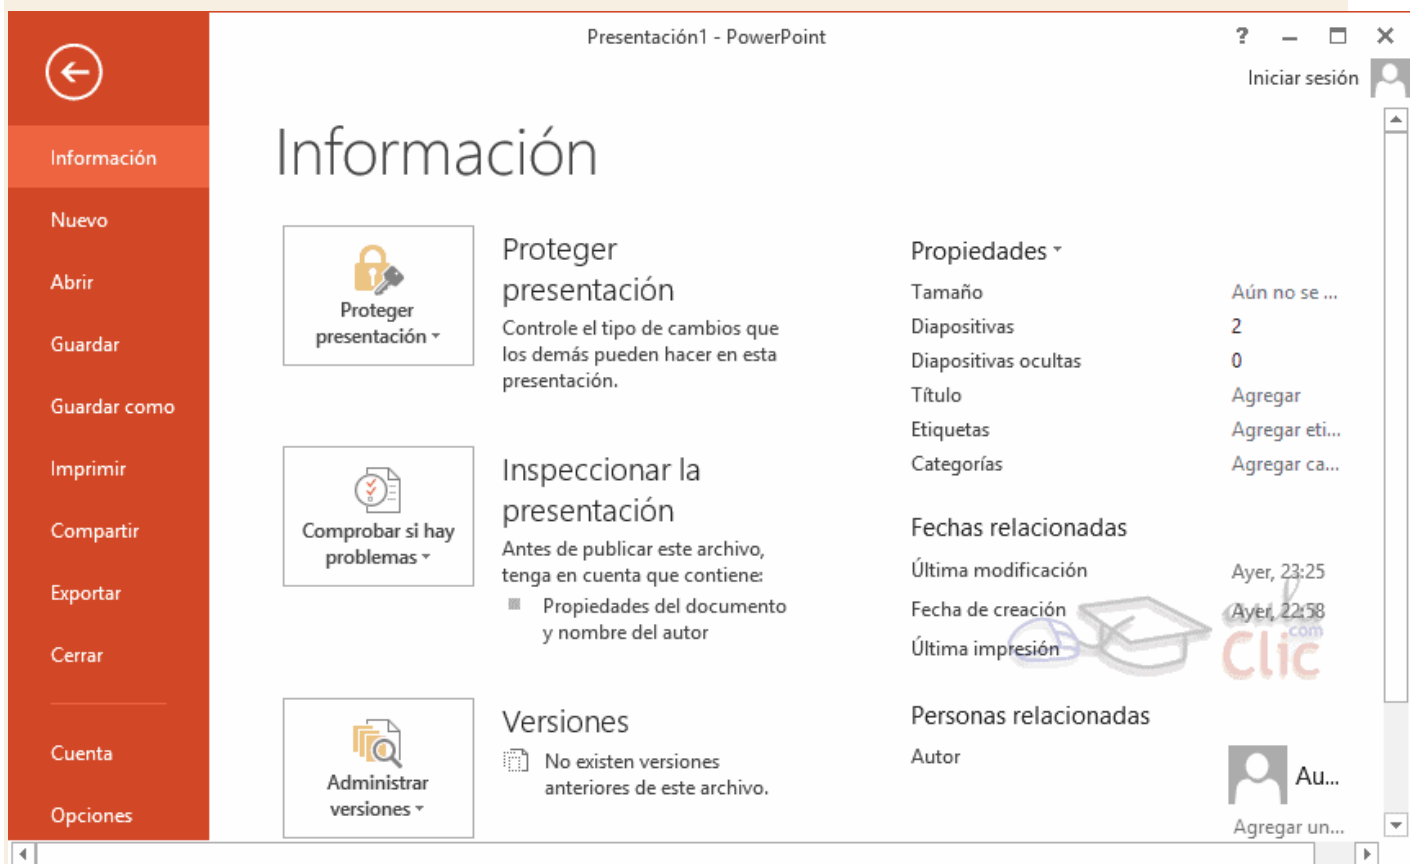 Presentación1 - PowerPoint
?
Iniciar sesión
Información
Nuevo
Abrir
Guardar
Guardar como
Imprimir
Compartir
Exportar
Cerrar
Cuenta
Opciones
Información
Proteger
presentación
Proteger
presentación
Controle el tipo de cambios que
los demás pueden hacer en esta
presentación.
Comprobar si hay
problemas
Inspeccionar la
presentación
Antes de publicar este archivo,
tenga en cuenta que contiene:
Propiedades del documento
y nombre del autor
Administrar
versiones
Versiones
No existen versiones
anteriores de este archivo.
Propiedades
Tamaño Aún no se ...
Diapositivas 2
Diapositivas ocultas 0
Título Agregar
Etiquetas Agregar eti...
Categorías Agregar ca...
Fechas relacionadas
Última modificación Ayer, 23:25
Fecha de creación Ayer, 22:58
Última impresión
aula
.com
Clic
Personas relacionadas
Autor
Au...
Agregar un...